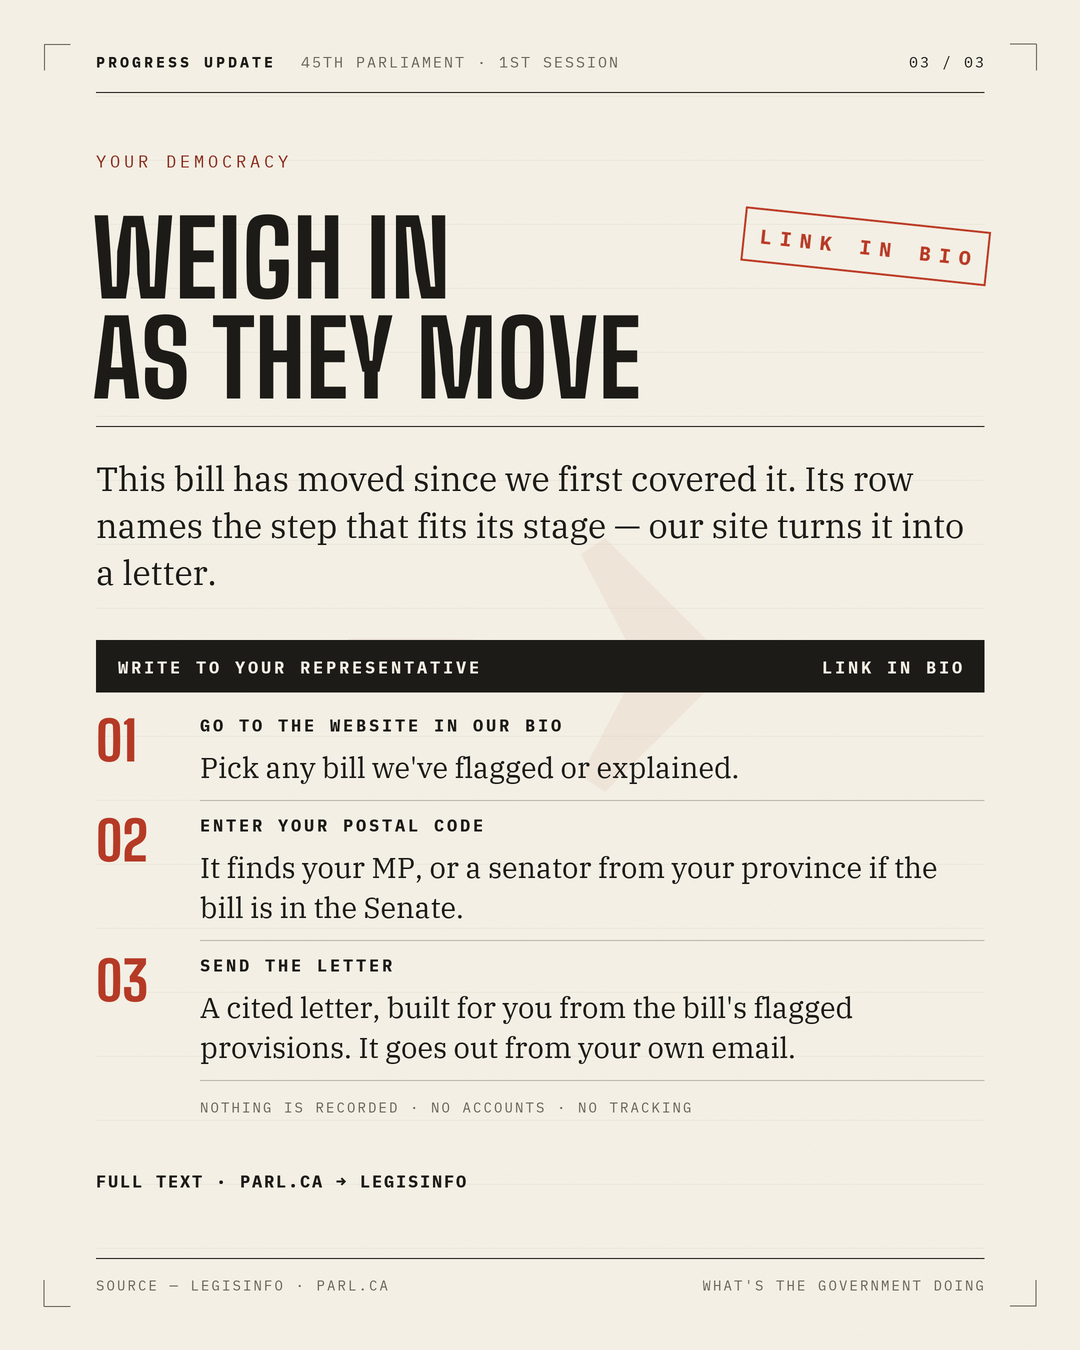 PROGRESS UPDATE 45TH PARLIAMENT · 1ST SESSION 03 / 03
YOUR DEMOCRACY
WEIGH IN
AS THEY MOVE
LINK IN BIO
This bill has moved since we first covered it. Its row
names the step that fits its stage — our site turns it into
a letter.
WRITE TO YOUR REPRESENTATIVE LINK IN BIO
01 GO TO THE WEBSITE IN OUR BIO
Pick any bill we've flagged or explained.
02 ENTER YOUR POSTAL CODE
It finds your MP, or a senator from your province if the
bill is in the Senate.
03 SEND THE LETTER
A cited letter, built for you from the bill's flagged
provisions. It goes out from your own email.
NOTHING IS RECORDED · NO ACCOUNTS · NO TRACKING
FULL TEXT · PARL.CA → LEGISINFO
SOURCE — LEGISINFO · PARL.CA WHAT'S THE GOVERNMENT DOING